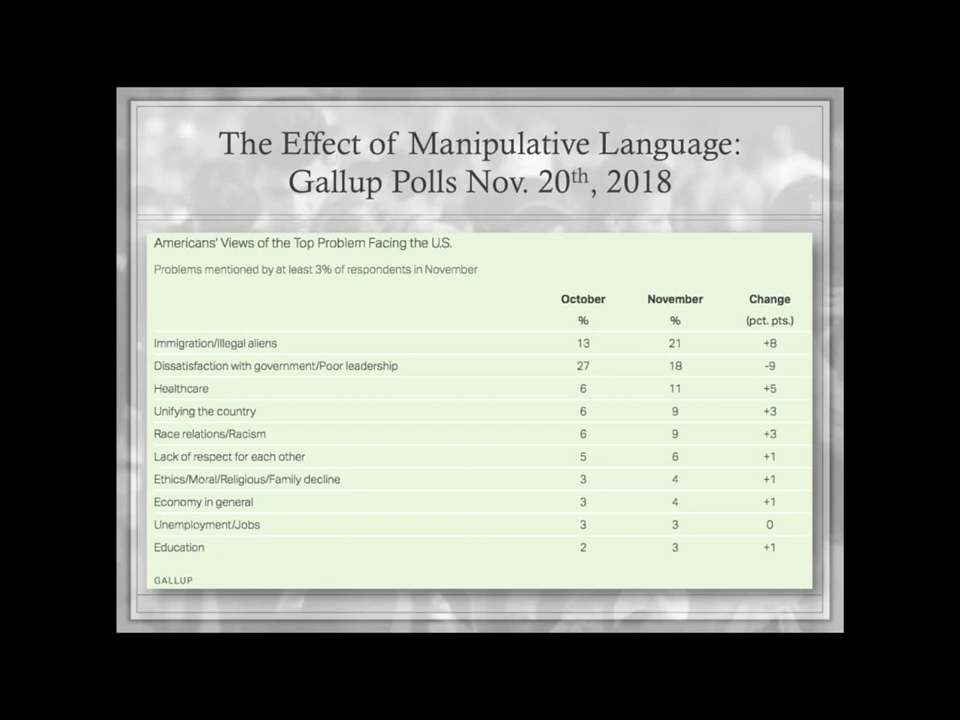 The Effect of Manipulative Language:
Gallup Polls Nov. 20th, 2018
Americans' Views of the Top Problem Facing the U.S.
Problems mentioned by at least 3% of respondents in November
October November Change
% % (pct. pts.)
Immigration/Illegal aliens 13 21 +8
Dissatisfaction with government/Poor leadership 27 18 -9
Healthcare 6 11 +5
Unifying the country 6 9 +3
Race relations/Racism 6 9 +3
Lack of respect for each other 5 6 +1
Ethics/Moral/Religious/Family decline 3 4 +1
Economy in general 3 4 +1
Unemployment/Jobs 3 3 0
Education 2 3 +1
GALLUP